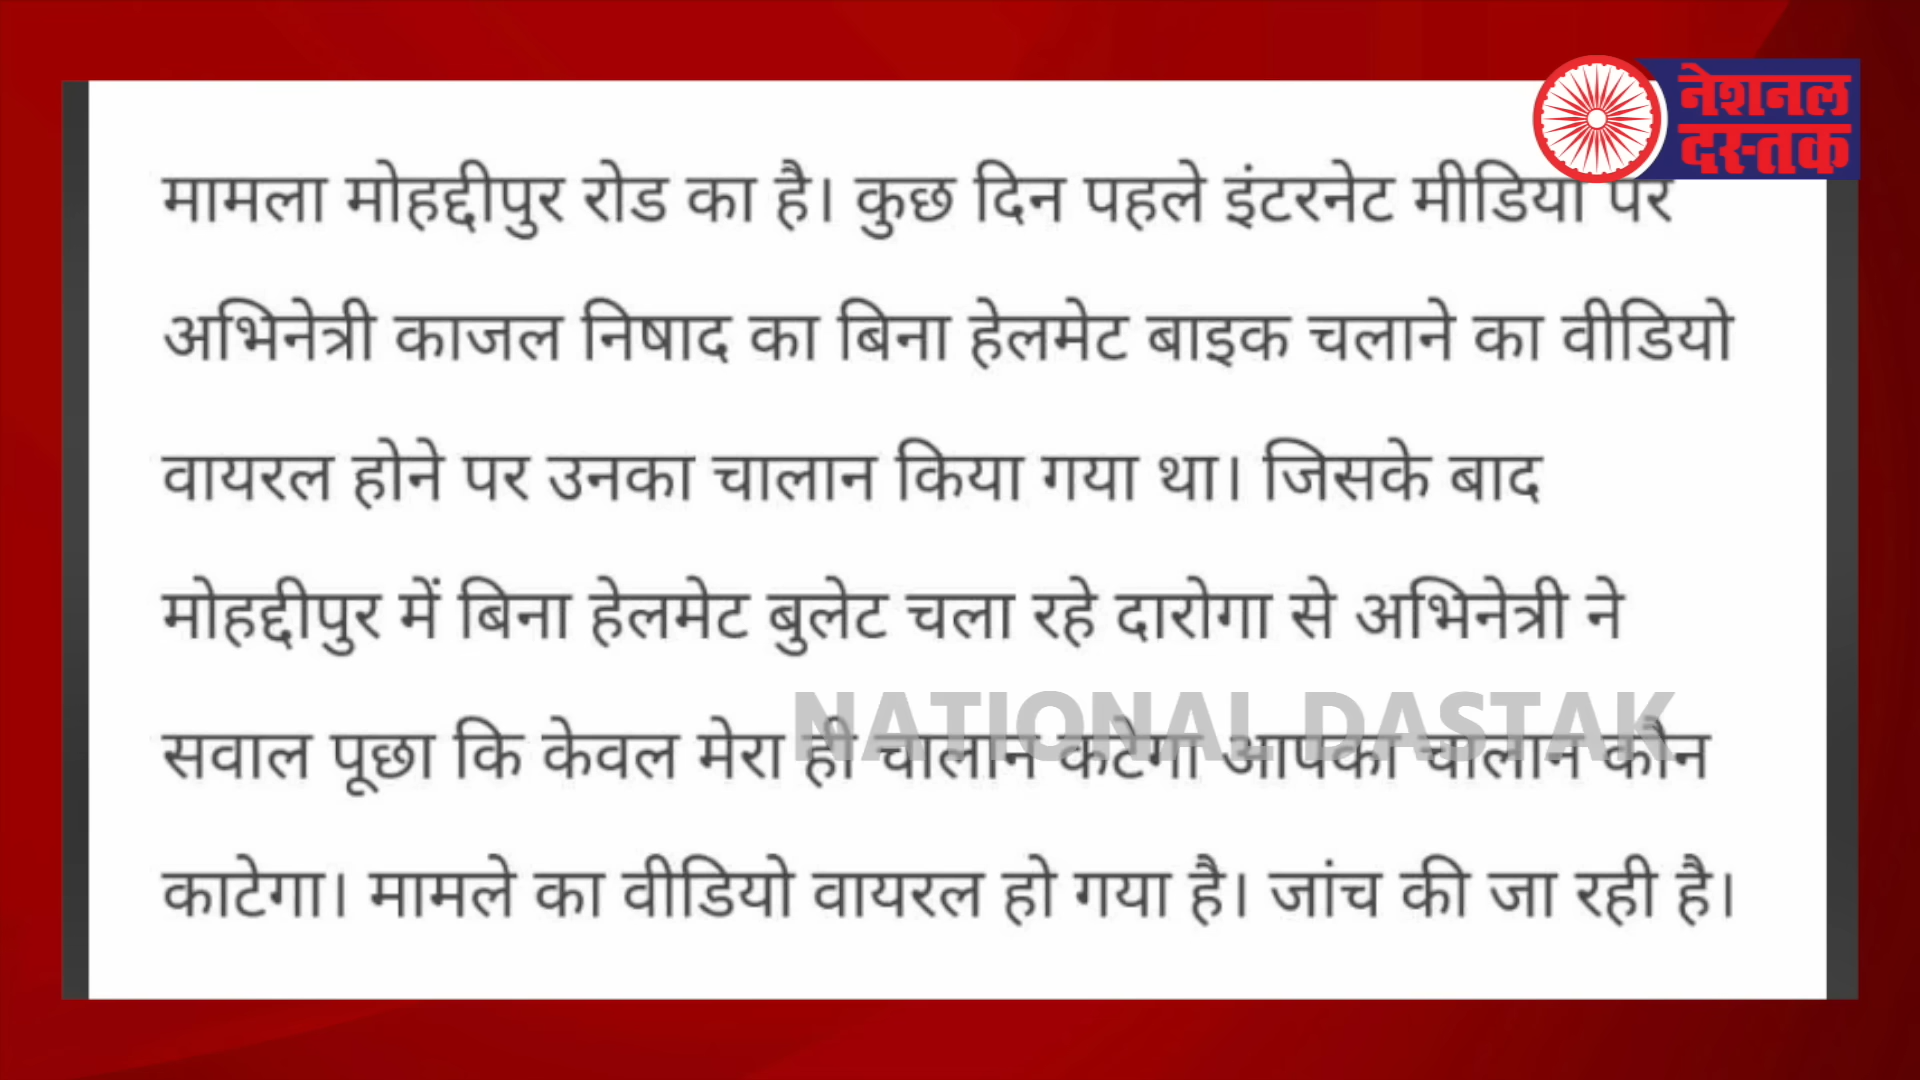 नेशनल
दस्तक
मामला मोहद्दीपुर रोड का है। कुछ दिन पहले इंटरनेट मीडिया पर
अभिनेत्री काजल निषाद का बिना हेलमेट बाइक चलाने का वीडियो
वायरल होने पर उनका चालान किया गया था। जिसके बाद
मोहद्दीपुर में बिना हेलमेट बुलेट चला रहे दारोगा से अभिनेत्री ने
सवाल पूछा कि केवल मेरा ही चालान कटेगा आपका चालान कौन
काटेगा। मामले का वीडियो वायरल हो गया है। जांच की जा रही है।
NATIONAL DASTAK